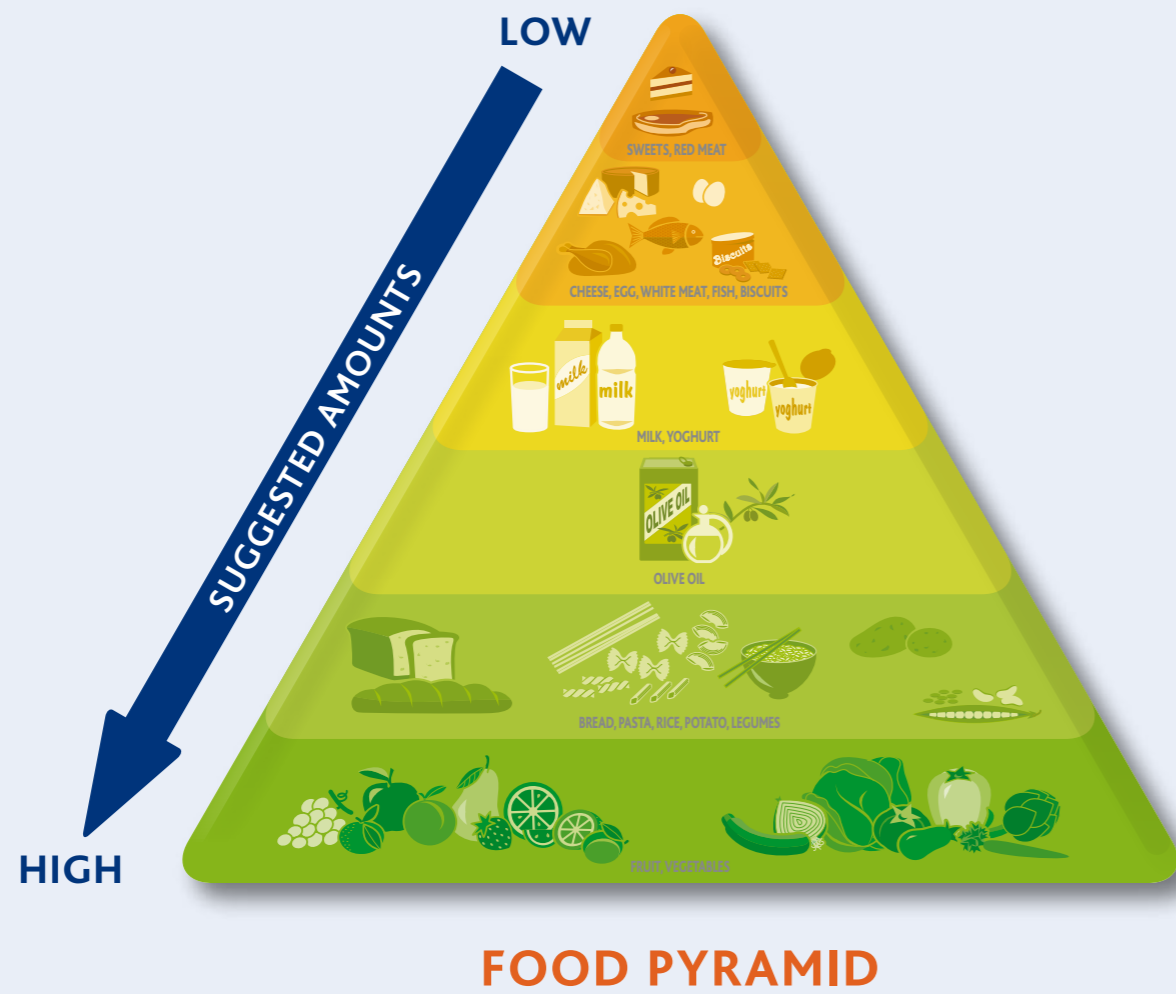 LOW
SUGGESTED AMOUNTS
HIGH
SWEETS, RED MEAT
Biscuits
CHEESE, EGG, WHITE MEAT, FISH, BISCUITS
milk
milk
yoghurt
yoghurt
MILK, YOGHURT
OLIVE OIL
OLIVE OIL
BREAD, PASTA, RICE, POTATO, LEGUMES
FRUIT, VEGETABLES
FOOD PYRAMID